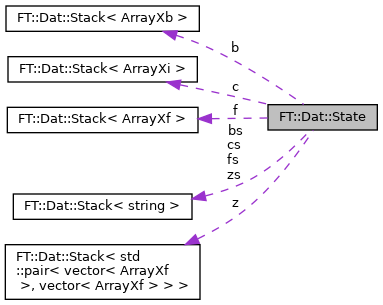 FT::Dat::Stack< ArrayXb >
b
FT::Dat::Stack< ArrayXi >
c
FT::Dat::Stack< ArrayXf >
f
FT::Dat::State
bs
cs
fs
zs
FT::Dat::Stack< string >
z
FT::Dat::Stack< std
::pair< vector< ArrayXf
>, vector< ArrayXf > > >